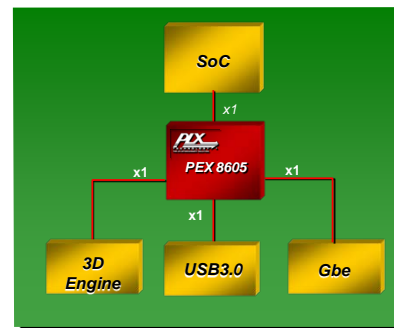 SoC
x1
PLX
PEX 8605
x1
x1
x1
3D
Engine
USB3.0
Gbe